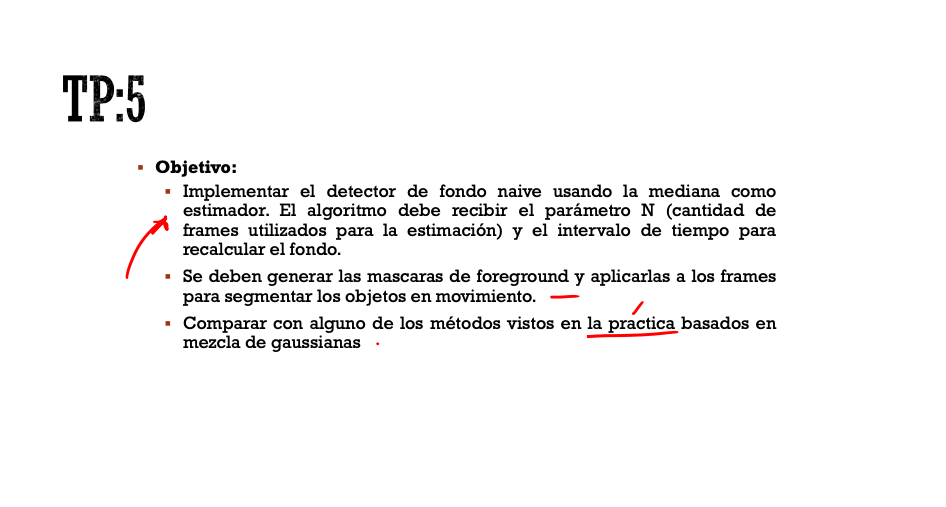 TP:5
Objetivo:
Implementar el detector de fondo naive usando la mediana como
estimador. El algoritmo debe recibir el parámetro N (cantidad de
frames utilizados para la estimación) y el intervalo de tiempo para
recalcular el fondo.
Se deben generar las mascaras de foreground y aplicarlas a los frames
para segmentar los objetos en movimiento.
Comparar con alguno de los métodos vistos en la practica basados en
mezcla de gaussianas